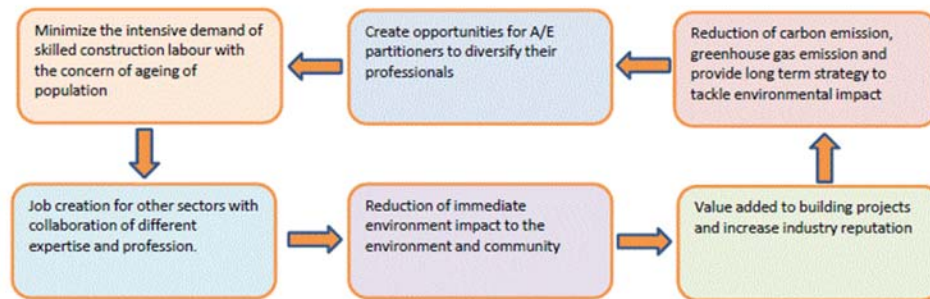 Minimize the intensive demand of
skilled construction labour with
the concern of ageing of
population
Create opportunities for A/E
partitioners to diversify their
professionals
Reduction of carbon emission,
greenhouse gas emission and
provide long term strategy to
tackle environmental impact
Job creation for other sectors with
collaboration of different
expertise and profession.
Reduction of immediate
environment impact to the
environment and community
Value added to building projects
and increase industry reputation